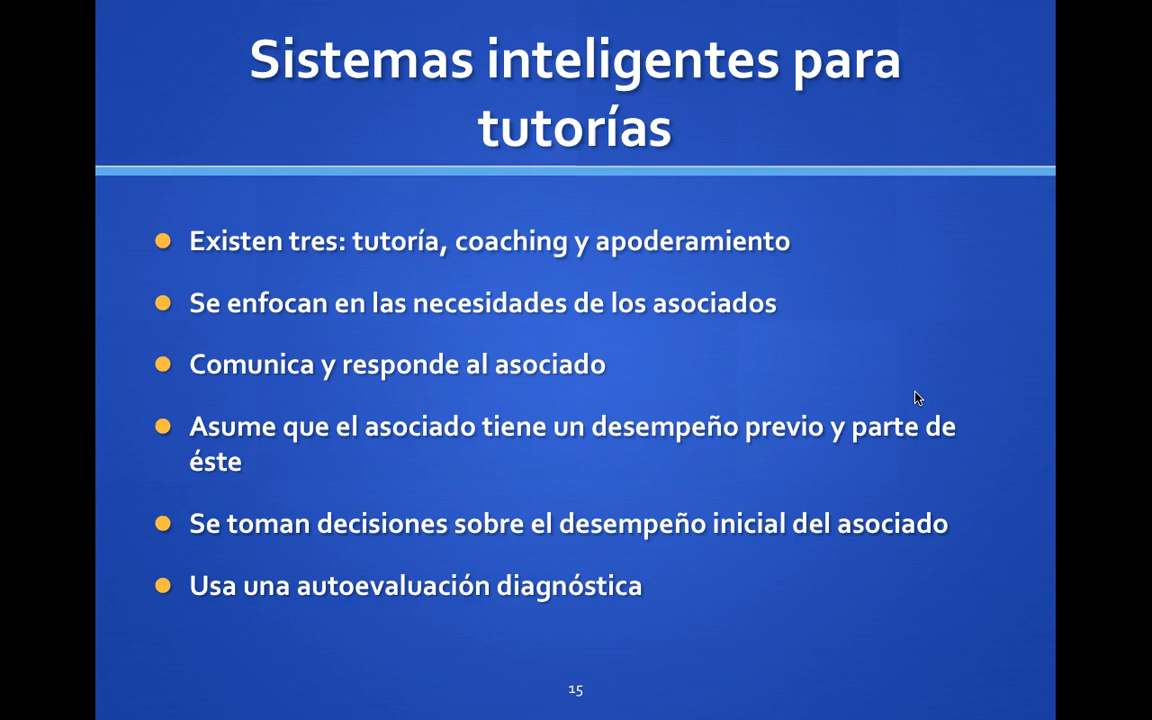 Sistemas inteligentes para
tutorías
Existen tres: tutoría, coaching y apoderamiento
Se enfocan en las necesidades de los asociados
Comunica y responde al asociado
Asume que el asociado tiene un desempeño previo y parte de
éste
Se toman decisiones sobre el desempeño inicial del asociado
Usa una autoevaluación diagnóstica
15